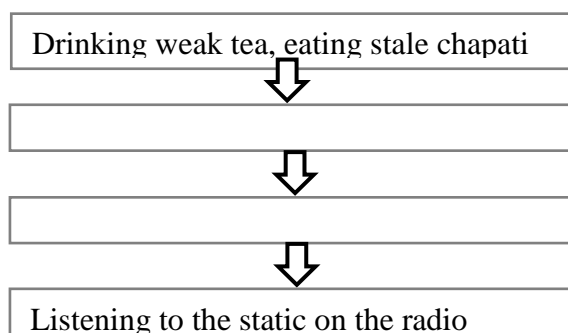 Drinking weak tea, eating stale chapati
Listening to the static on the radio